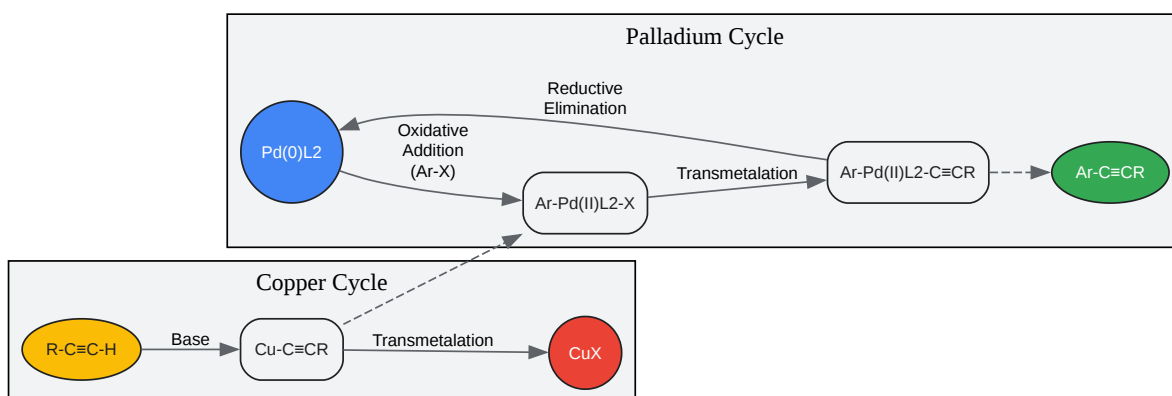 Palladium Cycle
Reductive
Elimination
Pd(0)L2
Oxidative
Addition
(Ar-X)
Ar-Pd(II)L2-X
Transmetalation
Ar-Pd(II)L2-C≡CR
Ar-C≡CR
Copper Cycle
R-C≡C-H
Base
Cu-C≡CR
Transmetalation
CuX